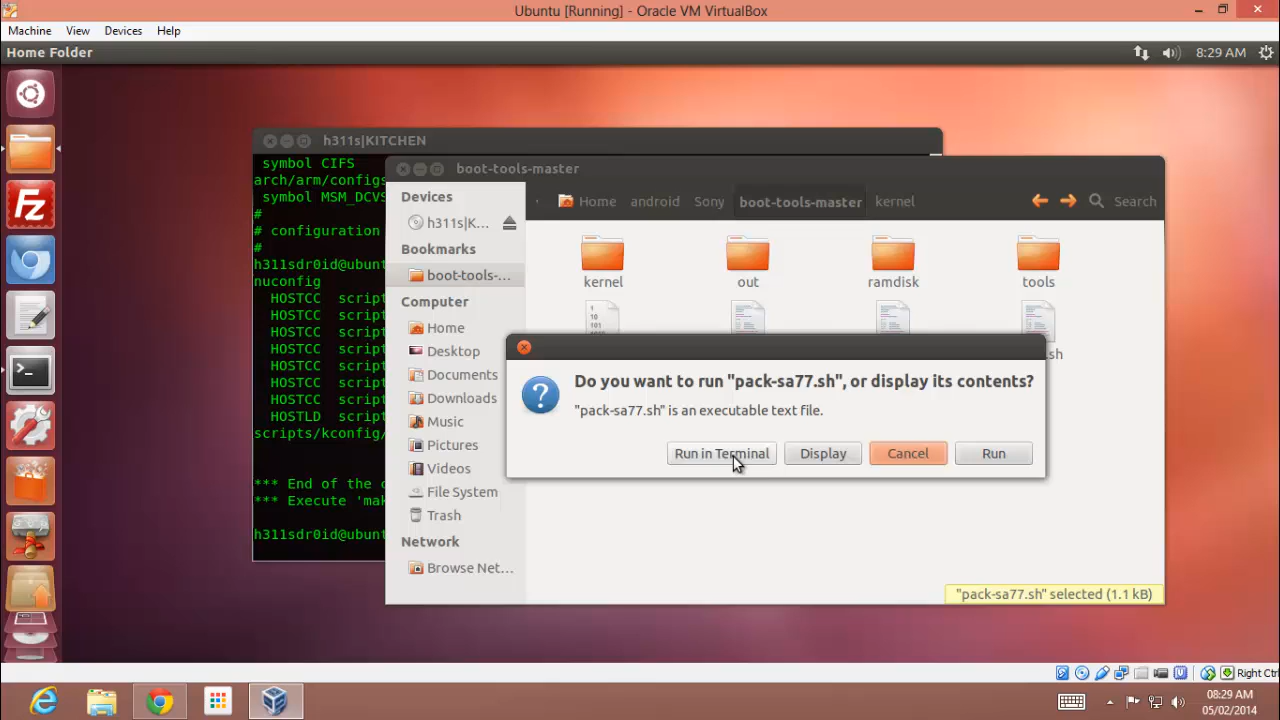 Ubuntu [Running] - Oracle VM VirtualBox
Machine View Devices Help
Home Folder
8:29 AM
h311s|KITCHEN
symbol CIFS
arch/arm/configs
symbol MSM_DCVS
#
# configuration
#
h311sdr0id@ubunt
nuconfig
HOSTCC script
HOSTCC script
HOSTCC script
HOSTCC script
HOSTCC script
HOSTCC script
HOSTCC script
HOSTLD script
scripts/kconfig/
*** End of the c
*** Execute 'mak
h311sdr0id@ubunt
boot-tools-master
Devices
h311s|K...
Bookmarks
boot-tools-...
Computer
Home
Desktop
Documents
Downloads
Music
Pictures
Videos
File System
Trash
Network
Browse Net...
Home android Sony boot-tools-master kernel
Search
kernel out ramdisk tools
1
10
101
sh
Do you want to run "pack-sa77.sh", or display its contents?
"pack-sa77.sh" is an executable text file.
Run in Terminal Display Cancel Run
"pack-sa77.sh" selected (1.1 kB)
Right Ctrl
08:29 AM
05/02/2014